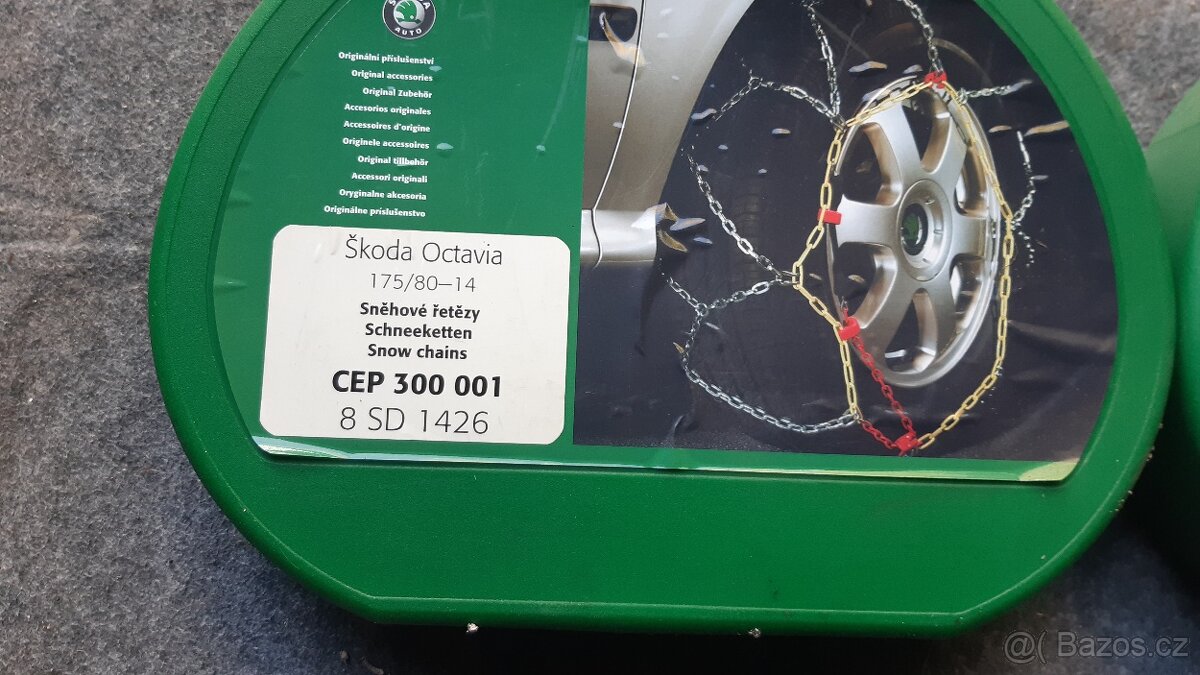 AUTO
Originální příslušenství
Original accessories
Original Zubehör
Accesorios originales
Accessoires d'origine
Originele accessoires
Original tillbehör
Accessori originali
Oryginalne akcesoria
Originálne príslušenstvo
Škoda Octavia
175/80–14
Sněhové řetězy
Schneeketten
Snow chains
CEP 300 001
8 SD 1426
@( Bazos.cz